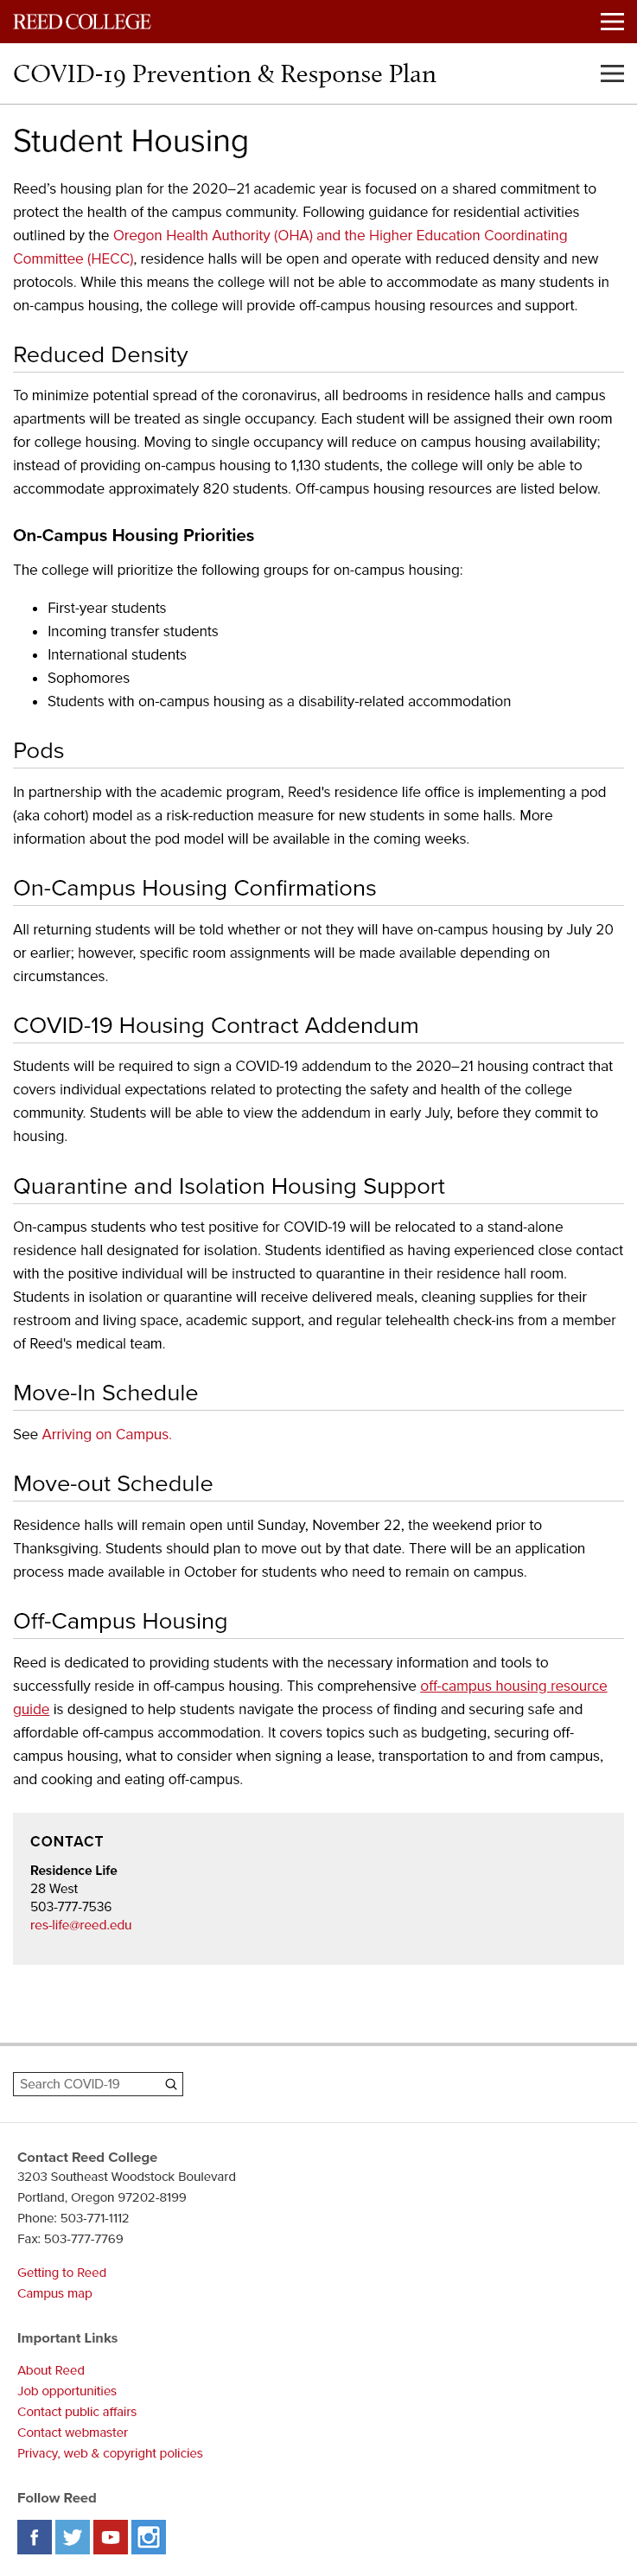 REED COLLEGE
COVID-19 Prevention & Response Plan
Student Housing
Reed’s housing plan for the 2020–21 academic year is focused on a shared commitment to
protect the health of the campus community. Following guidance for residential activities
outlined by the Oregon Health Authority (OHA) and the Higher Education Coordinating
Committee (HECC), residence halls will be open and operate with reduced density and new
protocols. While this means the college will not be able to accommodate as many students in
on-campus housing, the college will provide off-campus housing resources and support.
Reduced Density
To minimize potential spread of the coronavirus, all bedrooms in residence halls and campus
apartments will be treated as single occupancy. Each student will be assigned their own room
for college housing. Moving to single occupancy will reduce on campus housing availability;
instead of providing on-campus housing to 1,130 students, the college will only be able to
accommodate approximately 820 students. Off-campus housing resources are listed below.
On-Campus Housing Priorities
The college will prioritize the following groups for on-campus housing:
• First-year students
• Incoming transfer students
• International students
• Sophomores
• Students with on-campus housing as a disability-related accommodation
Pods
In partnership with the academic program, Reed's residence life office is implementing a pod
(aka cohort) model as a risk-reduction measure for new students in some halls. More
information about the pod model will be available in the coming weeks.
On-Campus Housing Confirmations
All returning students will be told whether or not they will have on-campus housing by July 20
or earlier; however, specific room assignments will be made available depending on
circumstances.
COVID-19 Housing Contract Addendum
Students will be required to sign a COVID-19 addendum to the 2020–21 housing contract that
covers individual expectations related to protecting the safety and health of the college
community. Students will be able to view the addendum in early July, before they commit to
housing.
Quarantine and Isolation Housing Support
On-campus students who test positive for COVID-19 will be relocated to a stand-alone
residence hall designated for isolation. Students identified as having experienced close contact
with the positive individual will be instructed to quarantine in their residence hall room.
Students in isolation or quarantine will receive delivered meals, cleaning supplies for their
restroom and living space, academic support, and regular telehealth check-ins from a member
of Reed's medical team.
Move-In Schedule
See Arriving on Campus.
Move-out Schedule
Residence halls will remain open until Sunday, November 22, the weekend prior to
Thanksgiving. Students should plan to move out by that date. There will be an application
process made available in October for students who need to remain on campus.
Off-Campus Housing
Reed is dedicated to providing students with the necessary information and tools to
successfully reside in off-campus housing. This comprehensive off-campus housing resource
guide is designed to help students navigate the process of finding and securing safe and
affordable off-campus accommodation. It covers topics such as budgeting, securing off-
campus housing, what to consider when signing a lease, transportation to and from campus,
and cooking and eating off-campus.
CONTACT
Residence Life
28 West
503-777-7536
res-life@reed.edu
Search COVID-19
Contact Reed College
3203 Southeast Woodstock Boulevard
Portland, Oregon 97202-8199
Phone: 503-771-1112
Fax: 503-777-7769
Getting to Reed
Campus map
Important Links
About Reed
Job opportunities
Contact public affairs
Contact webmaster
Privacy, web & copyright policies
Follow Reed